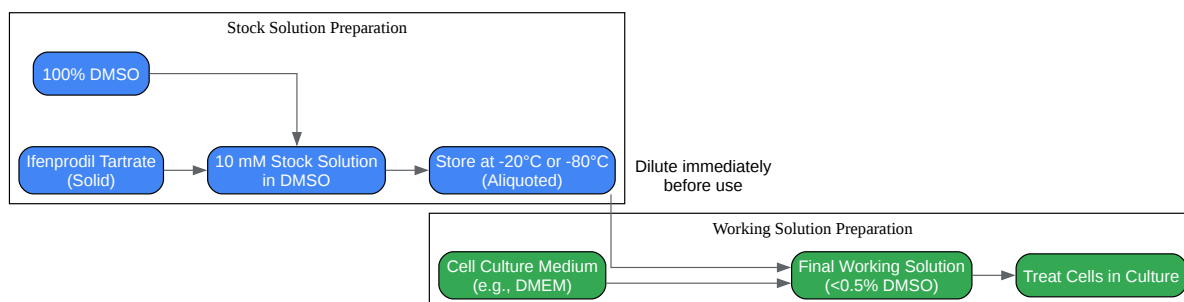 Stock Solution Preparation
100% DMSO
Ifenprodil Tartrate
(Solid)
10 mM Stock Solution
in DMSO
Store at -20°C or -80°C
(Aliquoted)
Dilute immediately
before use
Working Solution Preparation
Cell Culture Medium
(e.g., DMEM)
Final Working Solution
(<0.5% DMSO)
Treat Cells in Culture